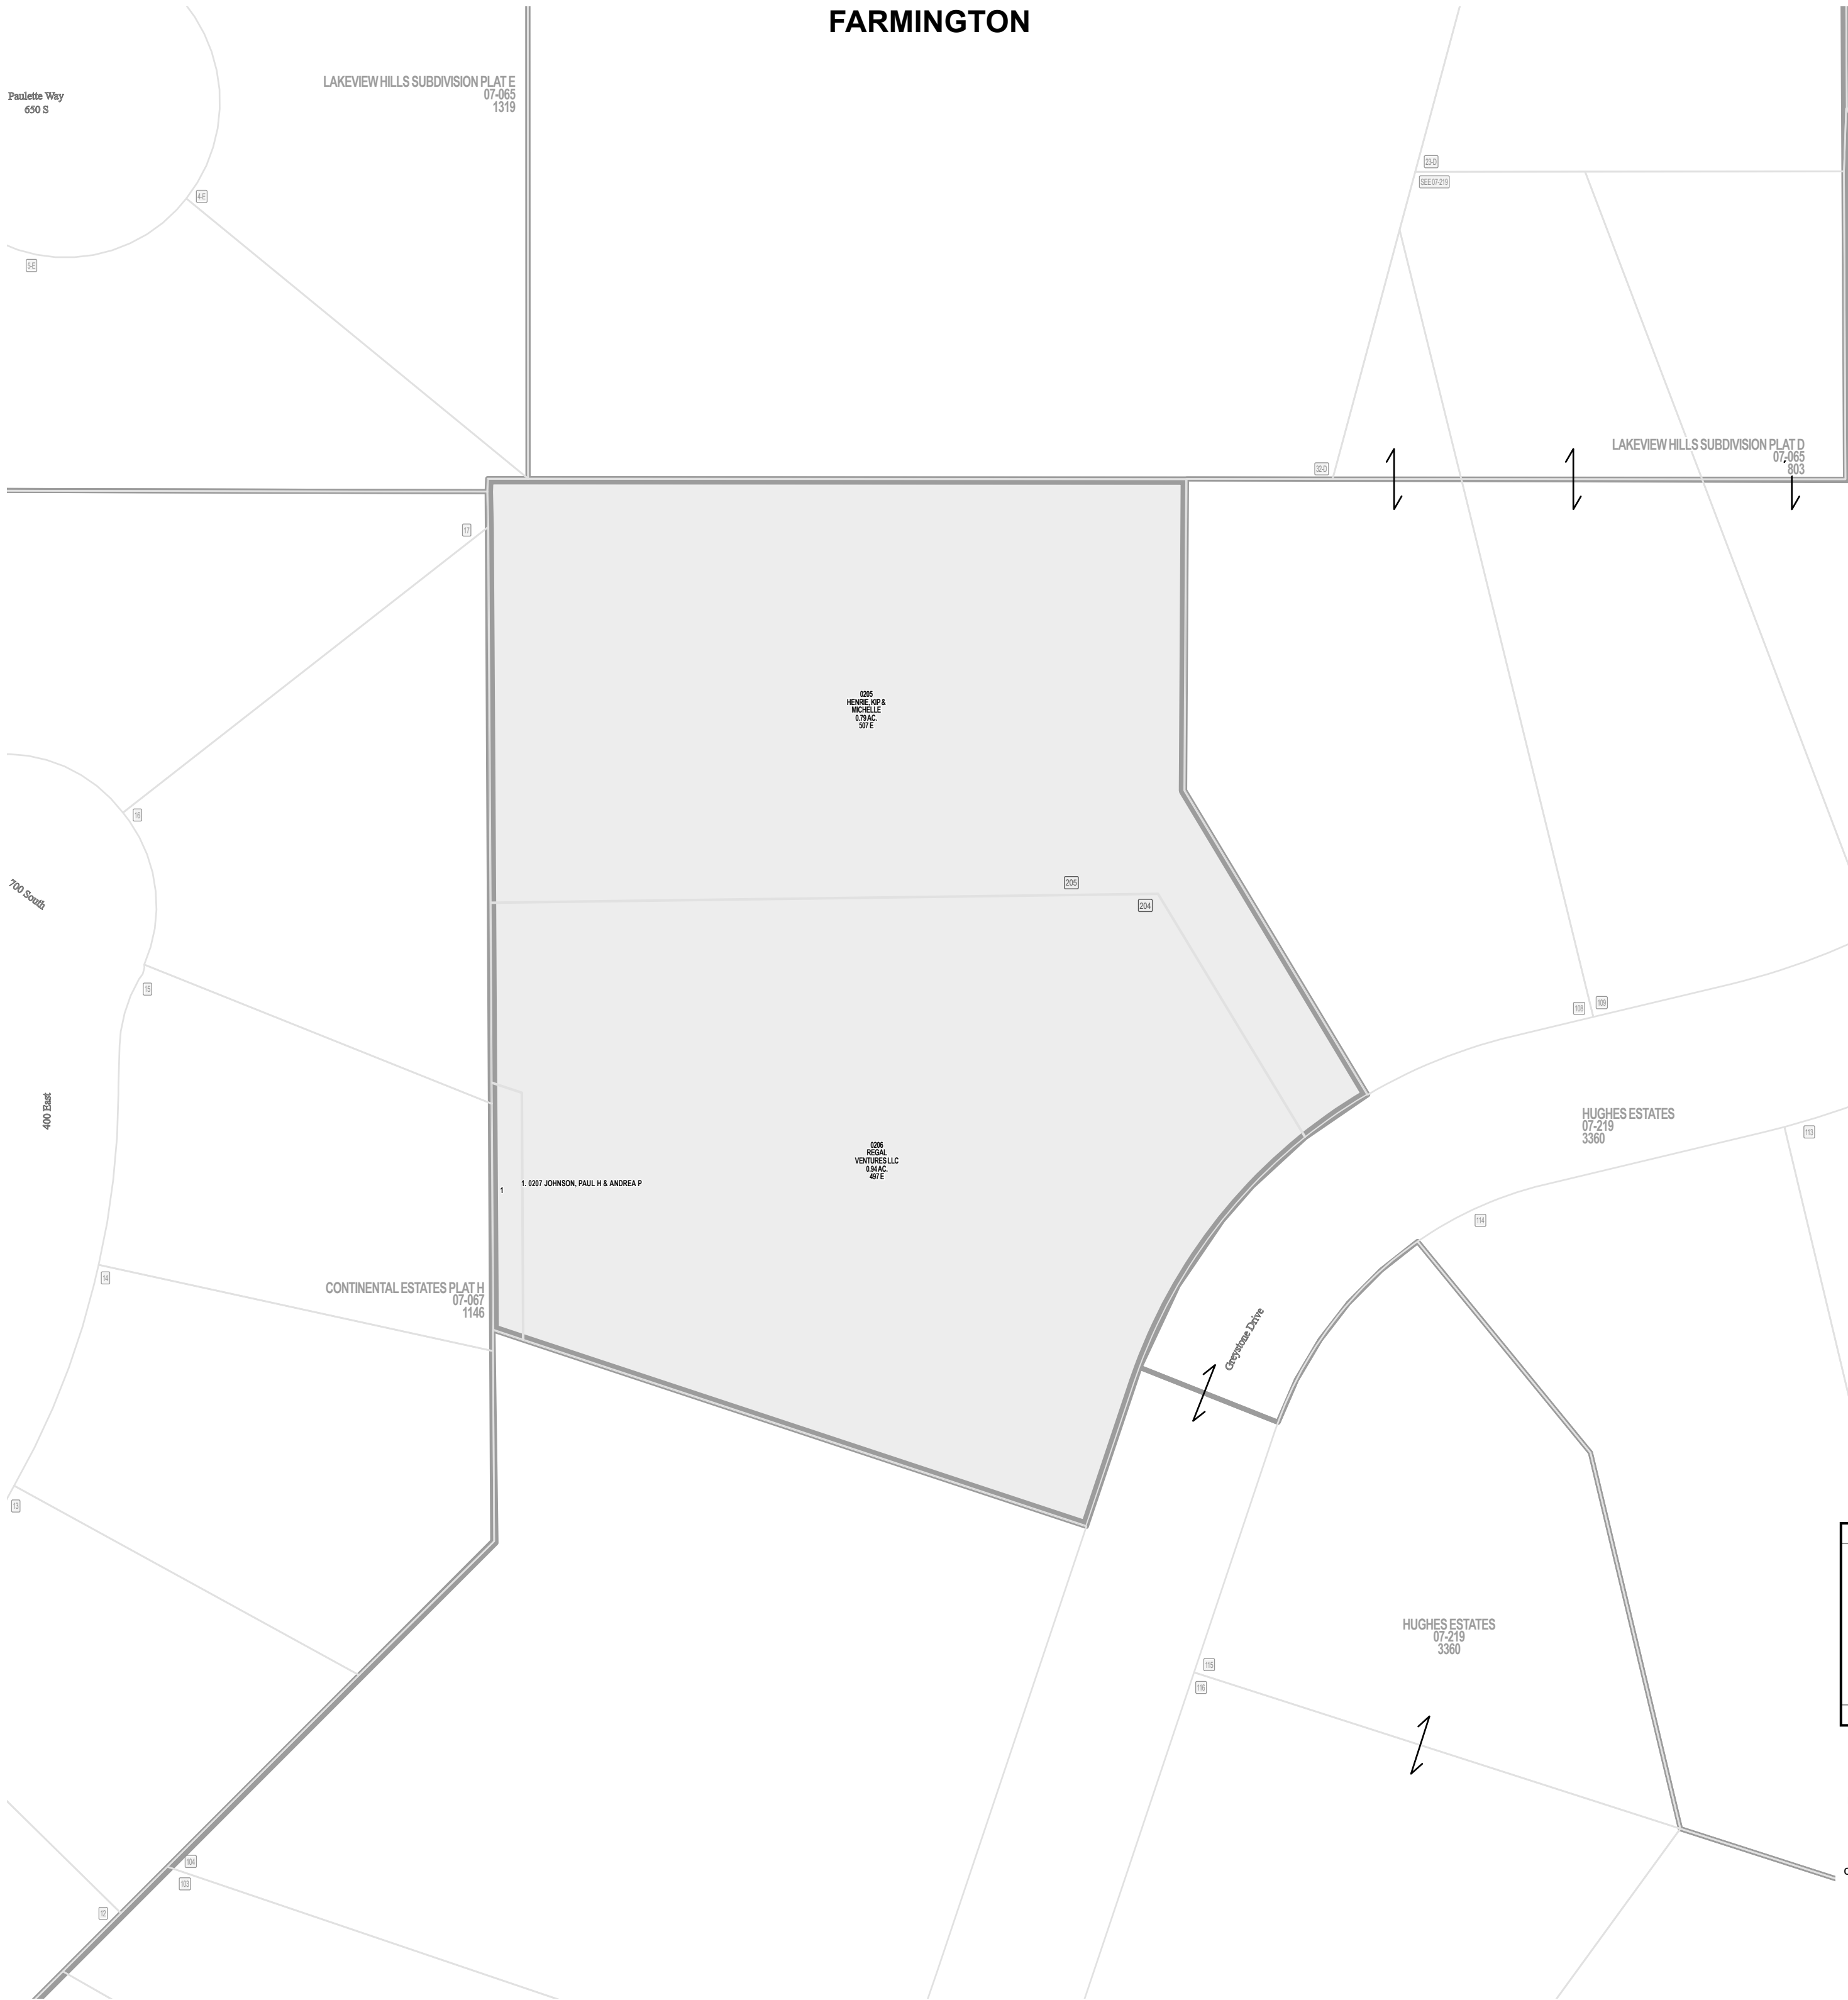 FARMINGTON
Paulette Way
650 S
LAKEVIEW HILLS SUBDIVISION PLAT E
07-065
1319
4-E
5-E
23-D
SEE 07-219
LAKEVIEW HILLS SUBDIVISION PLAT D
07-065
803
32-D
17
0205
HENRIE, KIP &
MICHELLE
0.79 AC.
507 E
16
700 South
205
204
15
108
109
400 East
HUGHES ESTATES
07-219
3360
113
0206
REGAL
VENTURES LLC
0.94 AC.
497 E
1
1. 0207 JOHNSON, PAUL H & ANDREA P
114
14
CONTINENTAL ESTATES PLAT H
07-067
1146
Greystone Drive
13
HUGHES ESTATES
07-219
3360
115
116
104
103
12